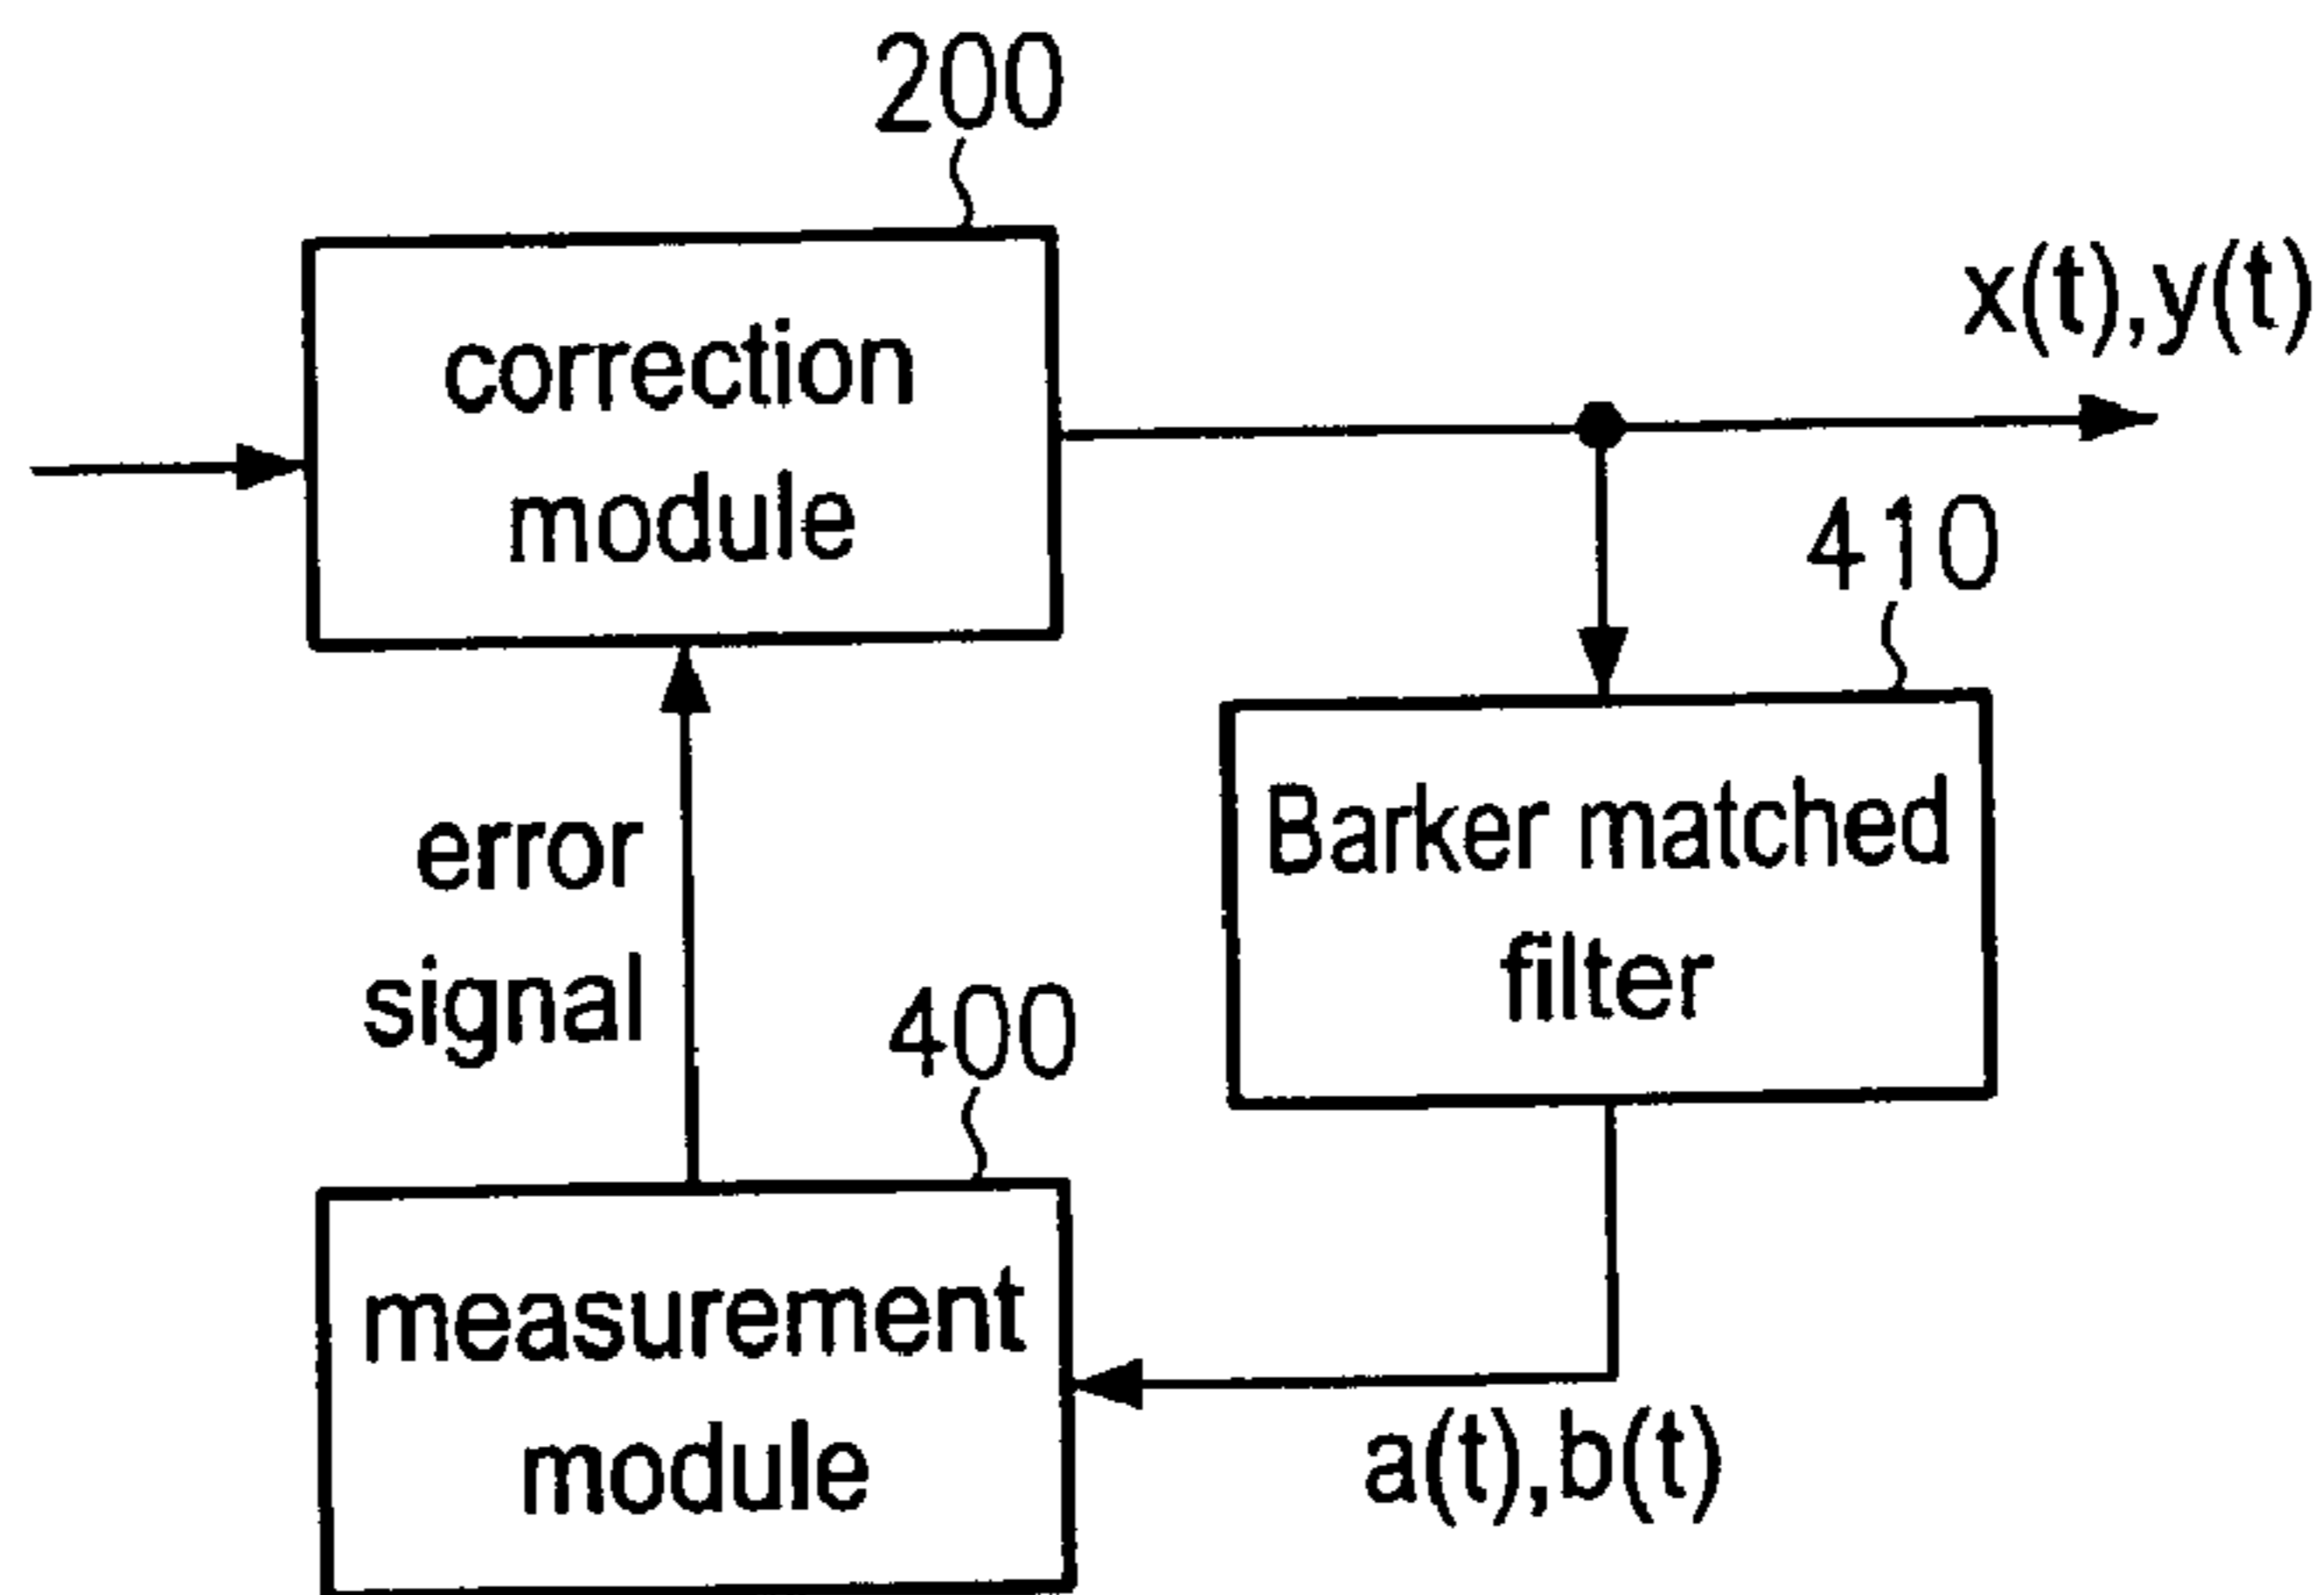 200
correction
module
x(t),y(t)
410
Barker matched
filter
error
signal
400
measurement
module
a(t),b(t)